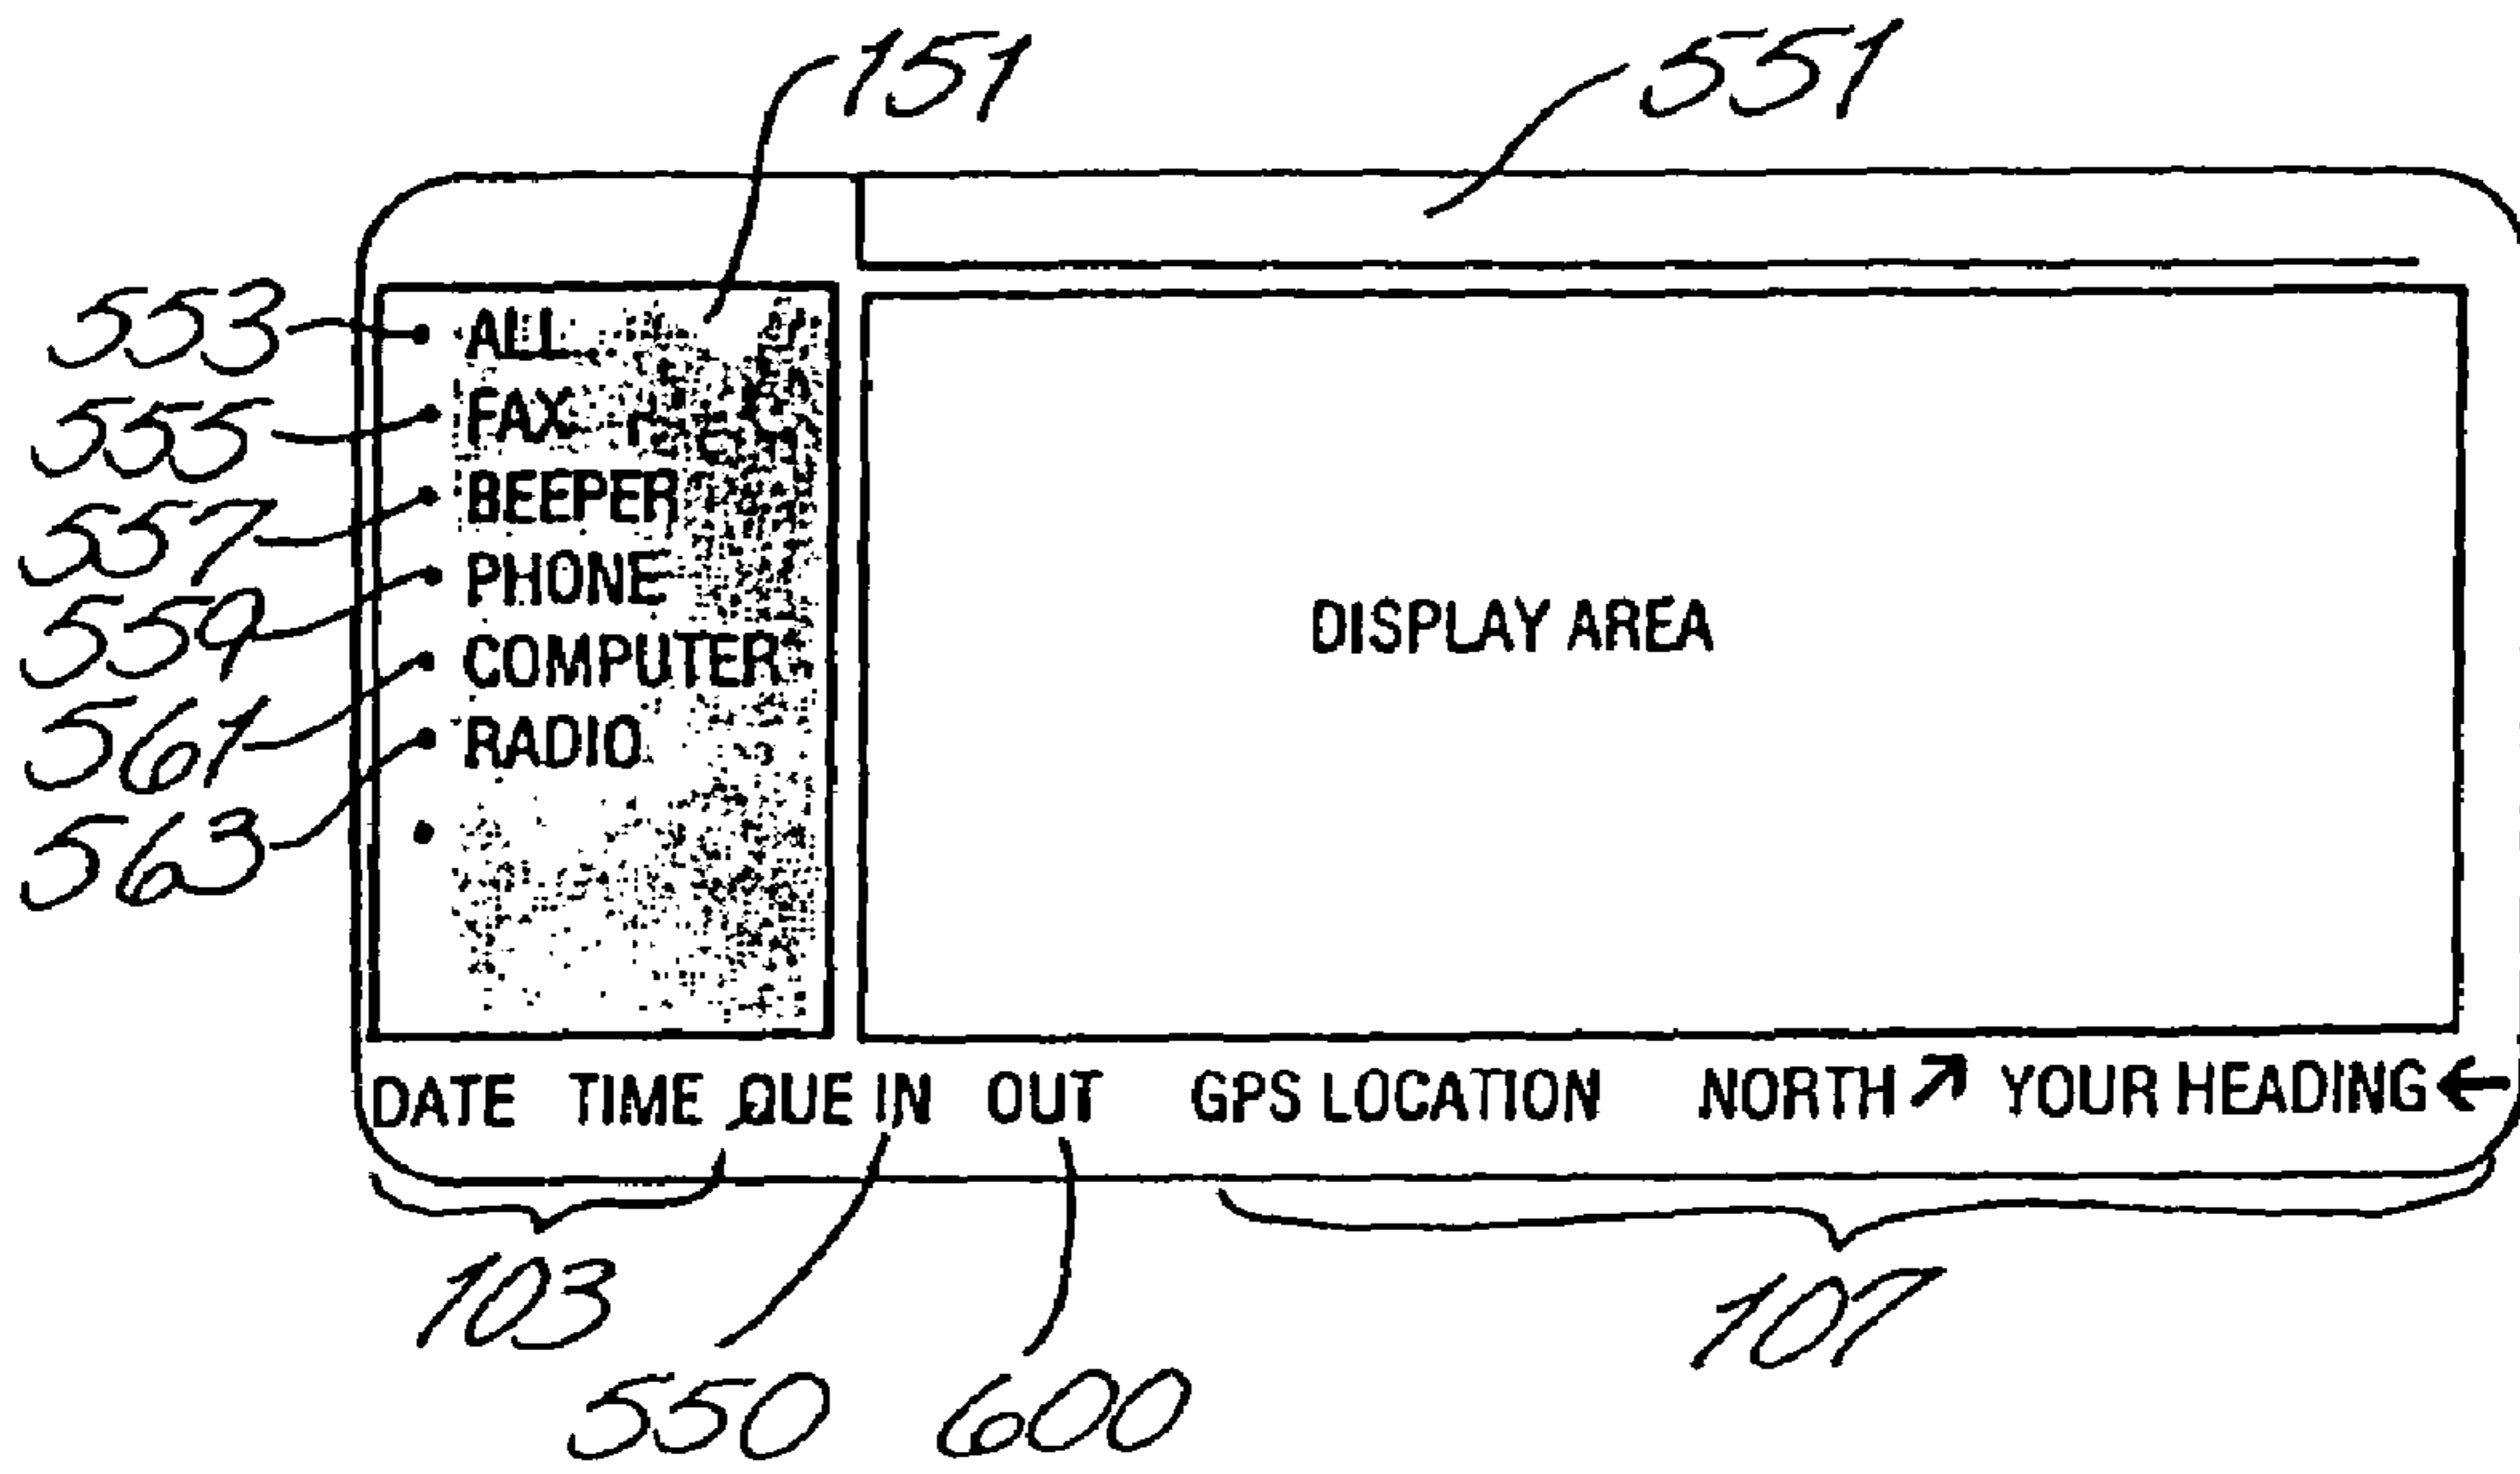 151 551
553 ALL
555 FAX
557 BEEPER
559 PHONE
561 COMPUTER
563 RADIO
DISPLAY AREA
DATE TIME QUE IN OUT GPS LOCATION NORTH ↗ YOUR HEADING ←
103 107
550 600